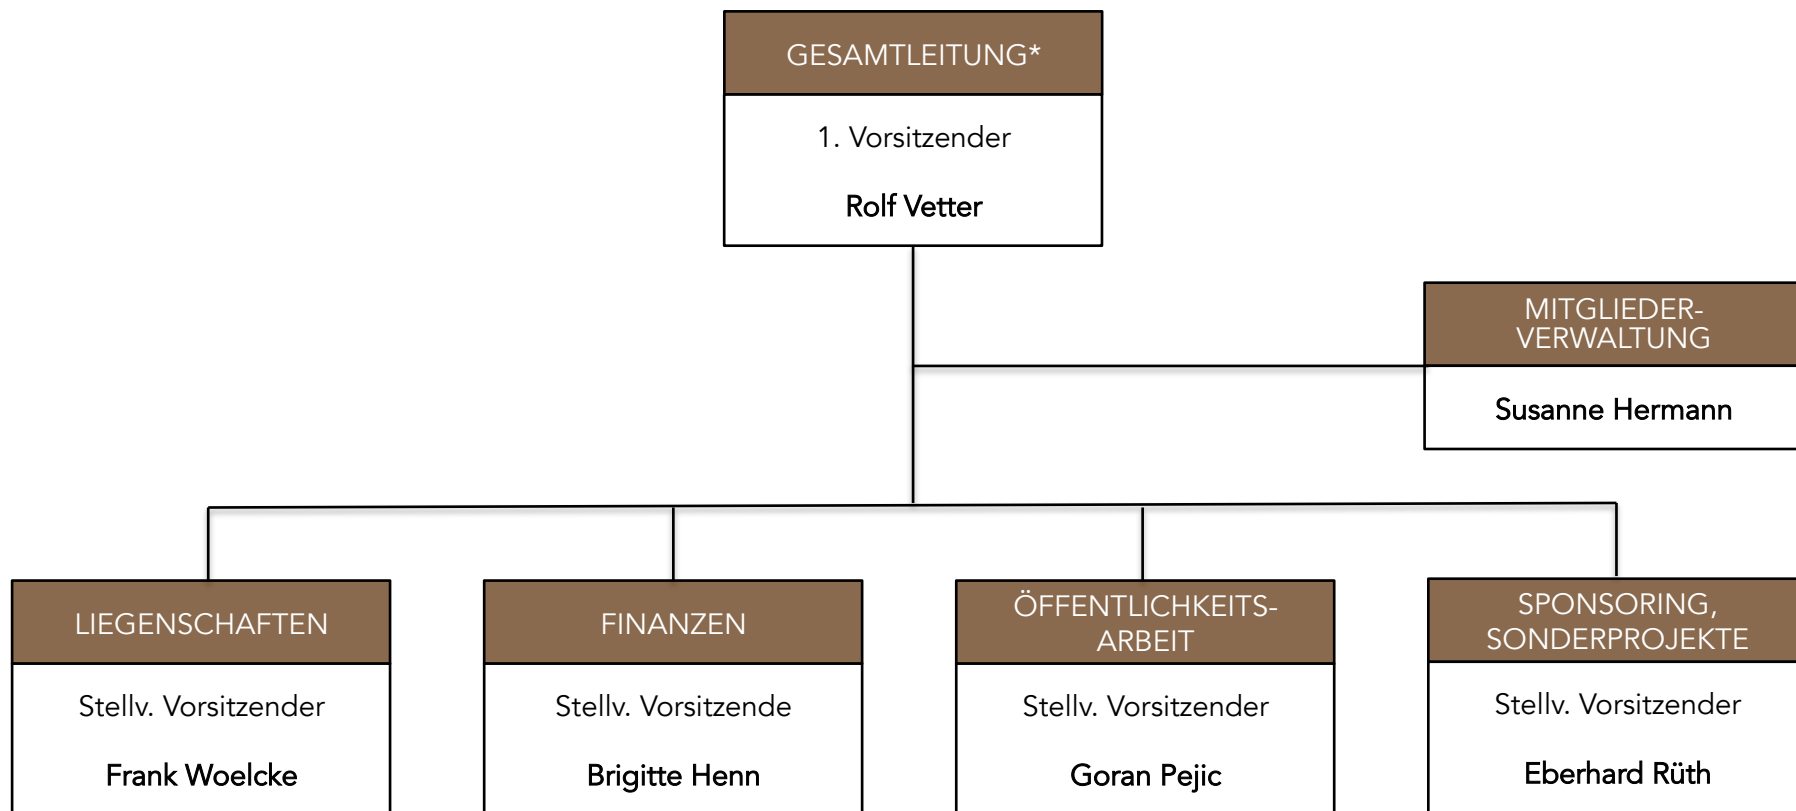 GESAMTLEITUNG*
1. Vorsitzender
Rolf Vetter
MITGLIEDER-
VERWALTUNG
Susanne Hermann
LIEGENSCHAFTEN
Stellv. Vorsitzender
Frank Woelcke
FINANZEN
Stellv. Vorsitzende
Brigitte Henn
ÖFFENTLICHKEITS-
ARBEIT
Stellv. Vorsitzender
Goran Pejic
SPONSORING,
SONDERPROJEKTE
Stellv. Vorsitzender
Eberhard Rüth